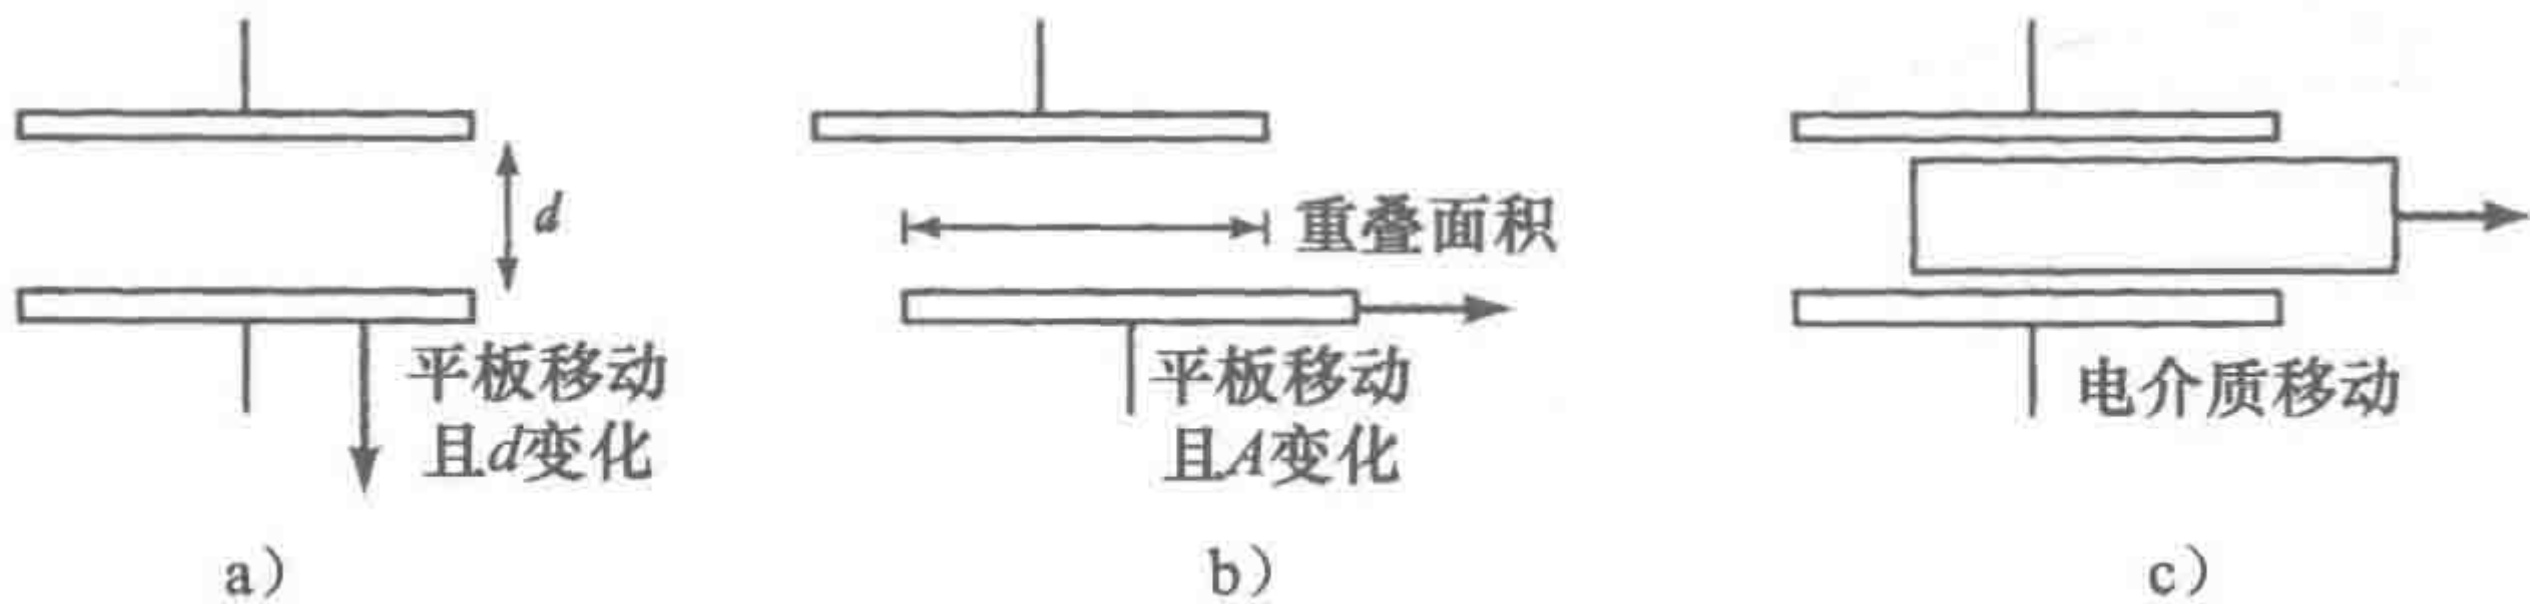 d
平板移动
且d变化
a)
重叠面积
平板移动
且A变化
b)
电介质移动
c)